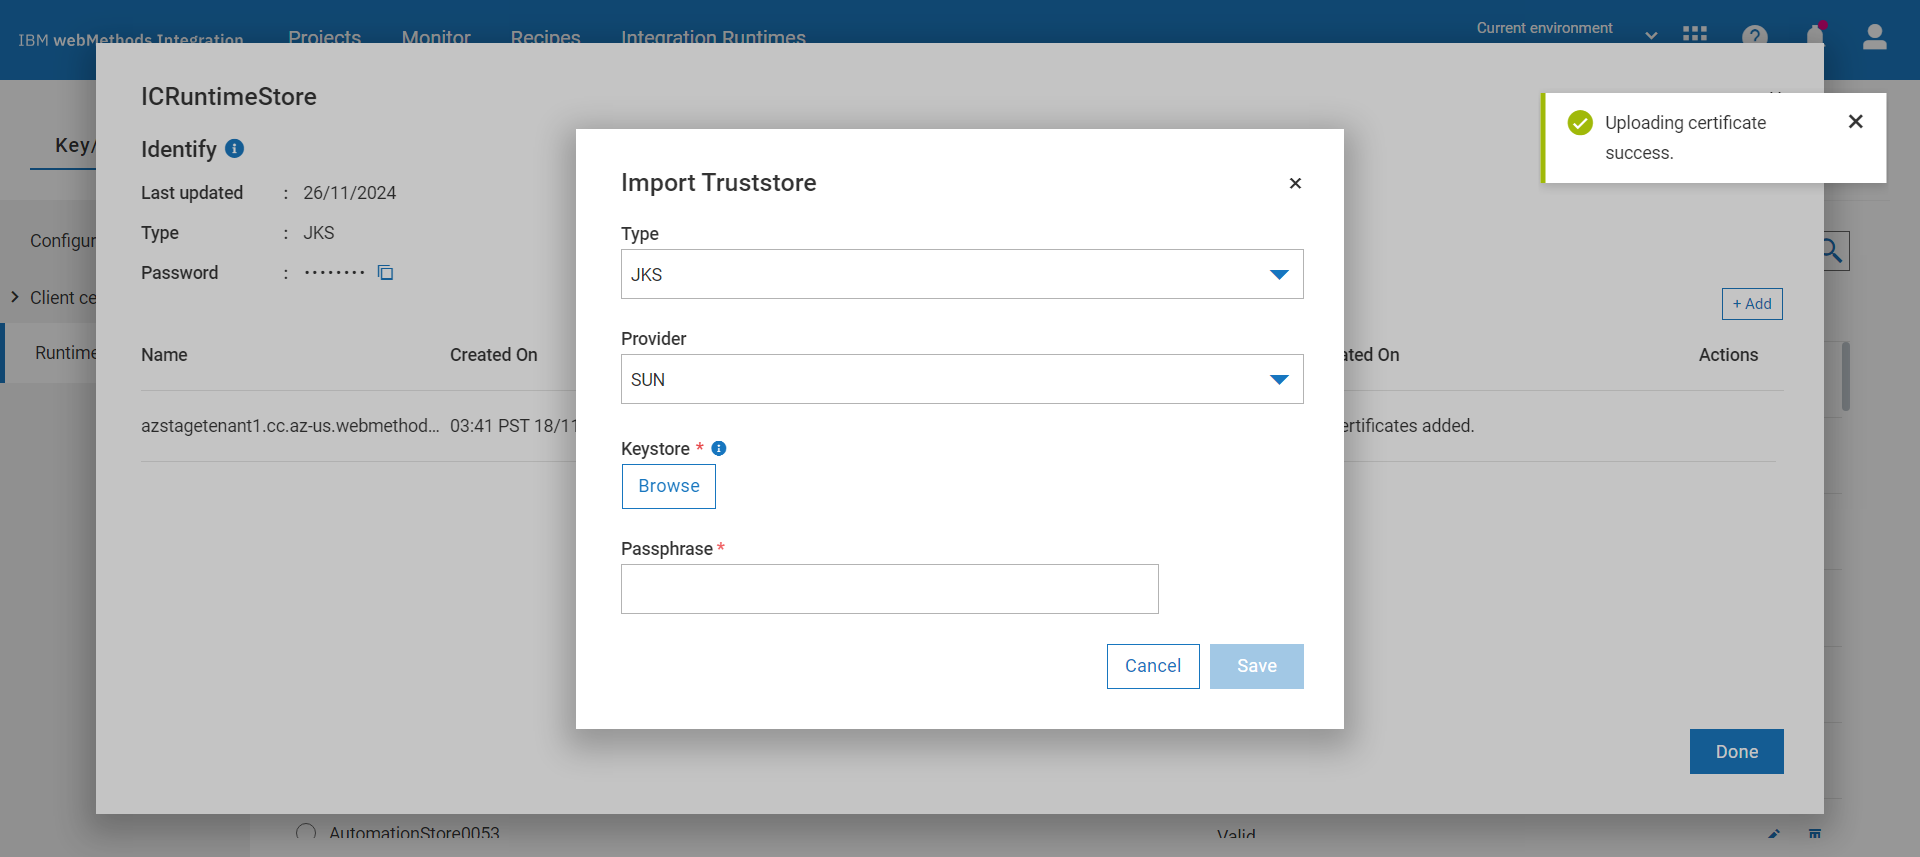 IBM webMethods Integration
Projects
Monitor
Recipes
Integration Runtimes
Current environment
ICRuntimeStore
Key/
Identify
Last updated : 26/11/2024
Type : JKS
Password : ••••••••
Configur
Client ce
Runtime
+ Add
Name
Created On
ated On
Actions
azstagetenant1.cc.az-us.webmethod...
03:41 PST 18/11
ertificates added.
Done
AutomationStore0053
Valid
Import Truststore
Type
JKS
Provider
SUN
Keystore *
Browse
Passphrase *
Cancel
Save
Uploading certificate
success.